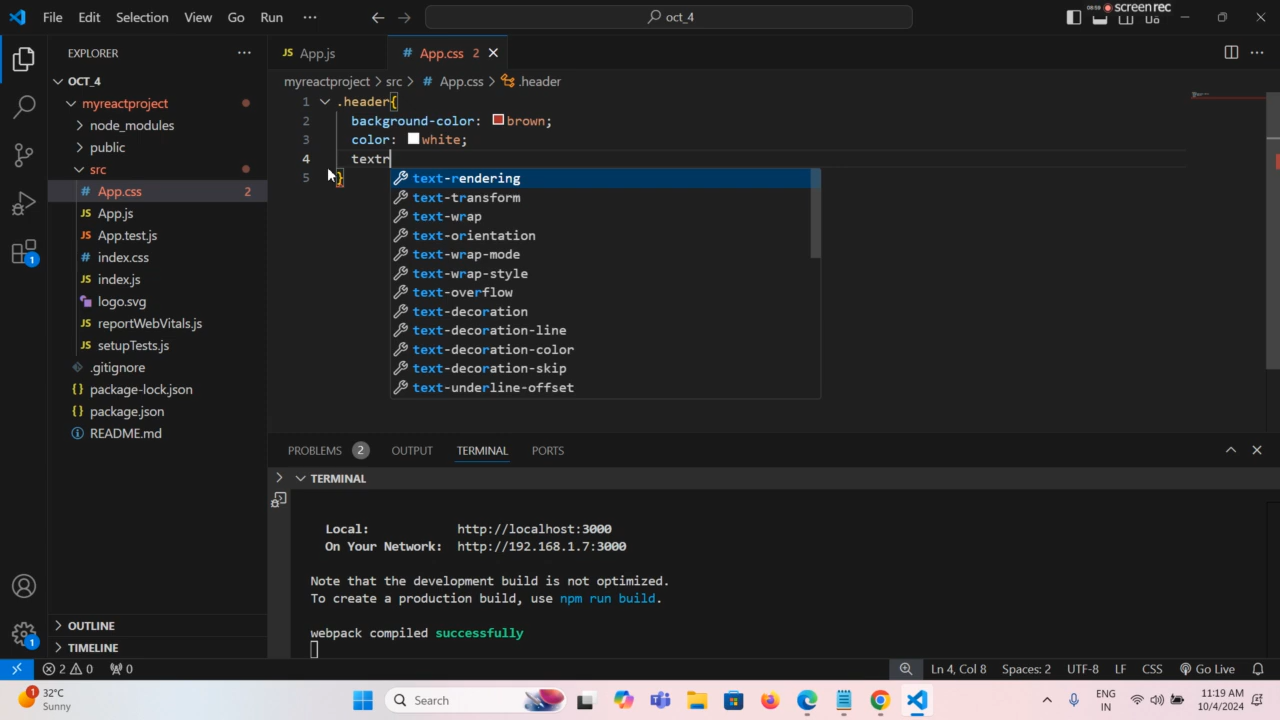 File Edit Selection View Go Run ··· oct_4 08:59 screenrec
EXPLORER ···
OCT_4
myreactproject
node_modules
public
src
App.css 2
App.js
App.test.js
index.css
index.js
logo.svg
reportWebVitals.js
setupTests.js
.gitignore
package-lock.json
package.json
README.md
OUTLINE
TIMELINE
App.js App.css 2
myreactproject > src > App.css > .header
1 .header{
2 background-color: brown;
3 color: white;
4 textr
5 }
text-rendering
text-transform
text-wrap
text-orientation
text-wrap-mode
text-wrap-style
text-overflow
text-decoration
text-decoration-line
text-decoration-color
text-decoration-skip
text-underline-offset
PROBLEMS 2 OUTPUT TERMINAL PORTS
TERMINAL
Local: http://localhost:3000
On Your Network: http://192.168.1.7:3000
Note that the development build is not optimized.
To create a production build, use npm run build.
webpack compiled successfully
1
1
2 0 0 Ln 4, Col 8 Spaces: 2 UTF-8 LF CSS Go Live
1 32°C
Sunny
Search
ENG
IN
11:19 AM
10/4/2024